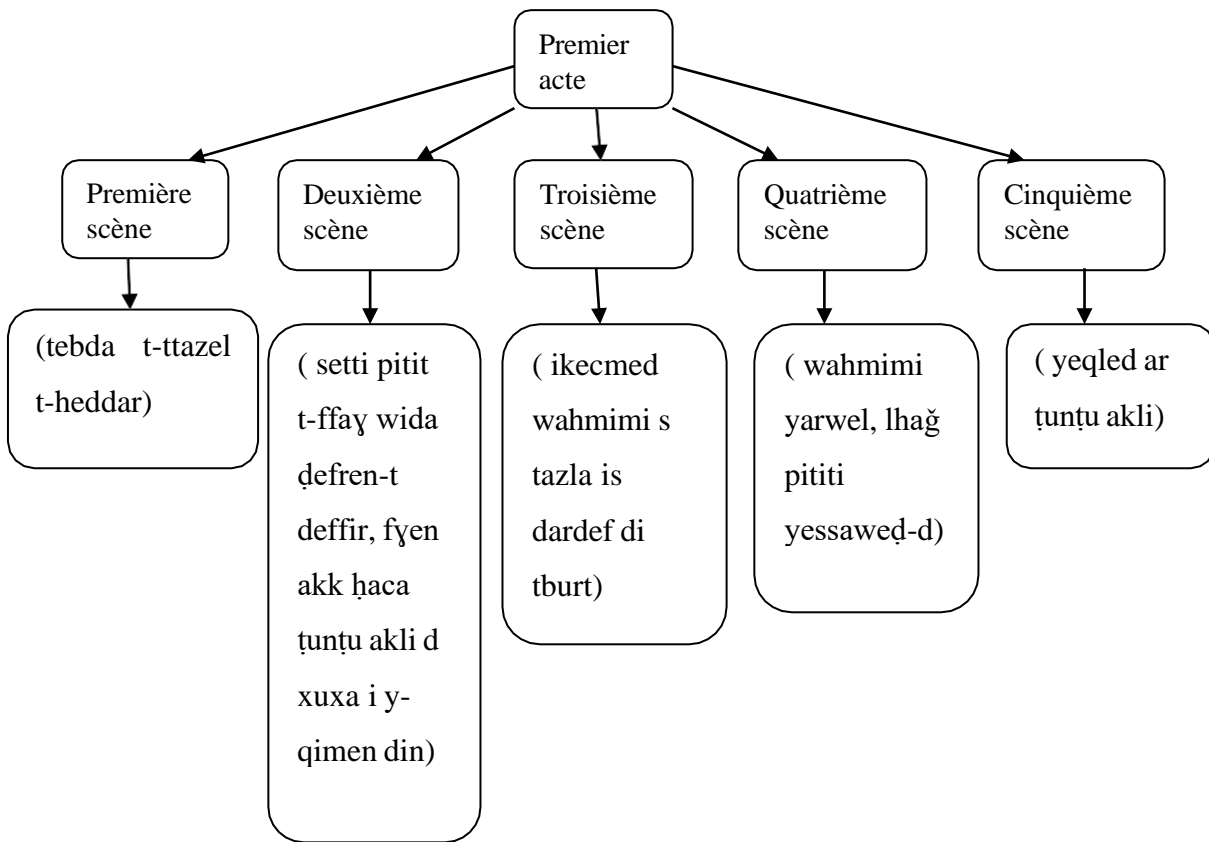 Premier
acte
Première
scène
Deuxième
scène
Troisième
scène
Quatrième
scène
Cinquième
scène
(tebda t-ttazel
t-heddar)
( setti pitit
t-ffaɣ wida
ḍefren-t
deffir, fɣen
akk ḥaca
ṭunṭu akli d
xuxa i y-
qimen din)
( ikecmed
wahmimi s
tazla is
dardef di
tburt)
( wahmimi
yarwel, lhağ
pititi
yessaweḍ-d)
( yeqled ar
ṭunṭu akli)